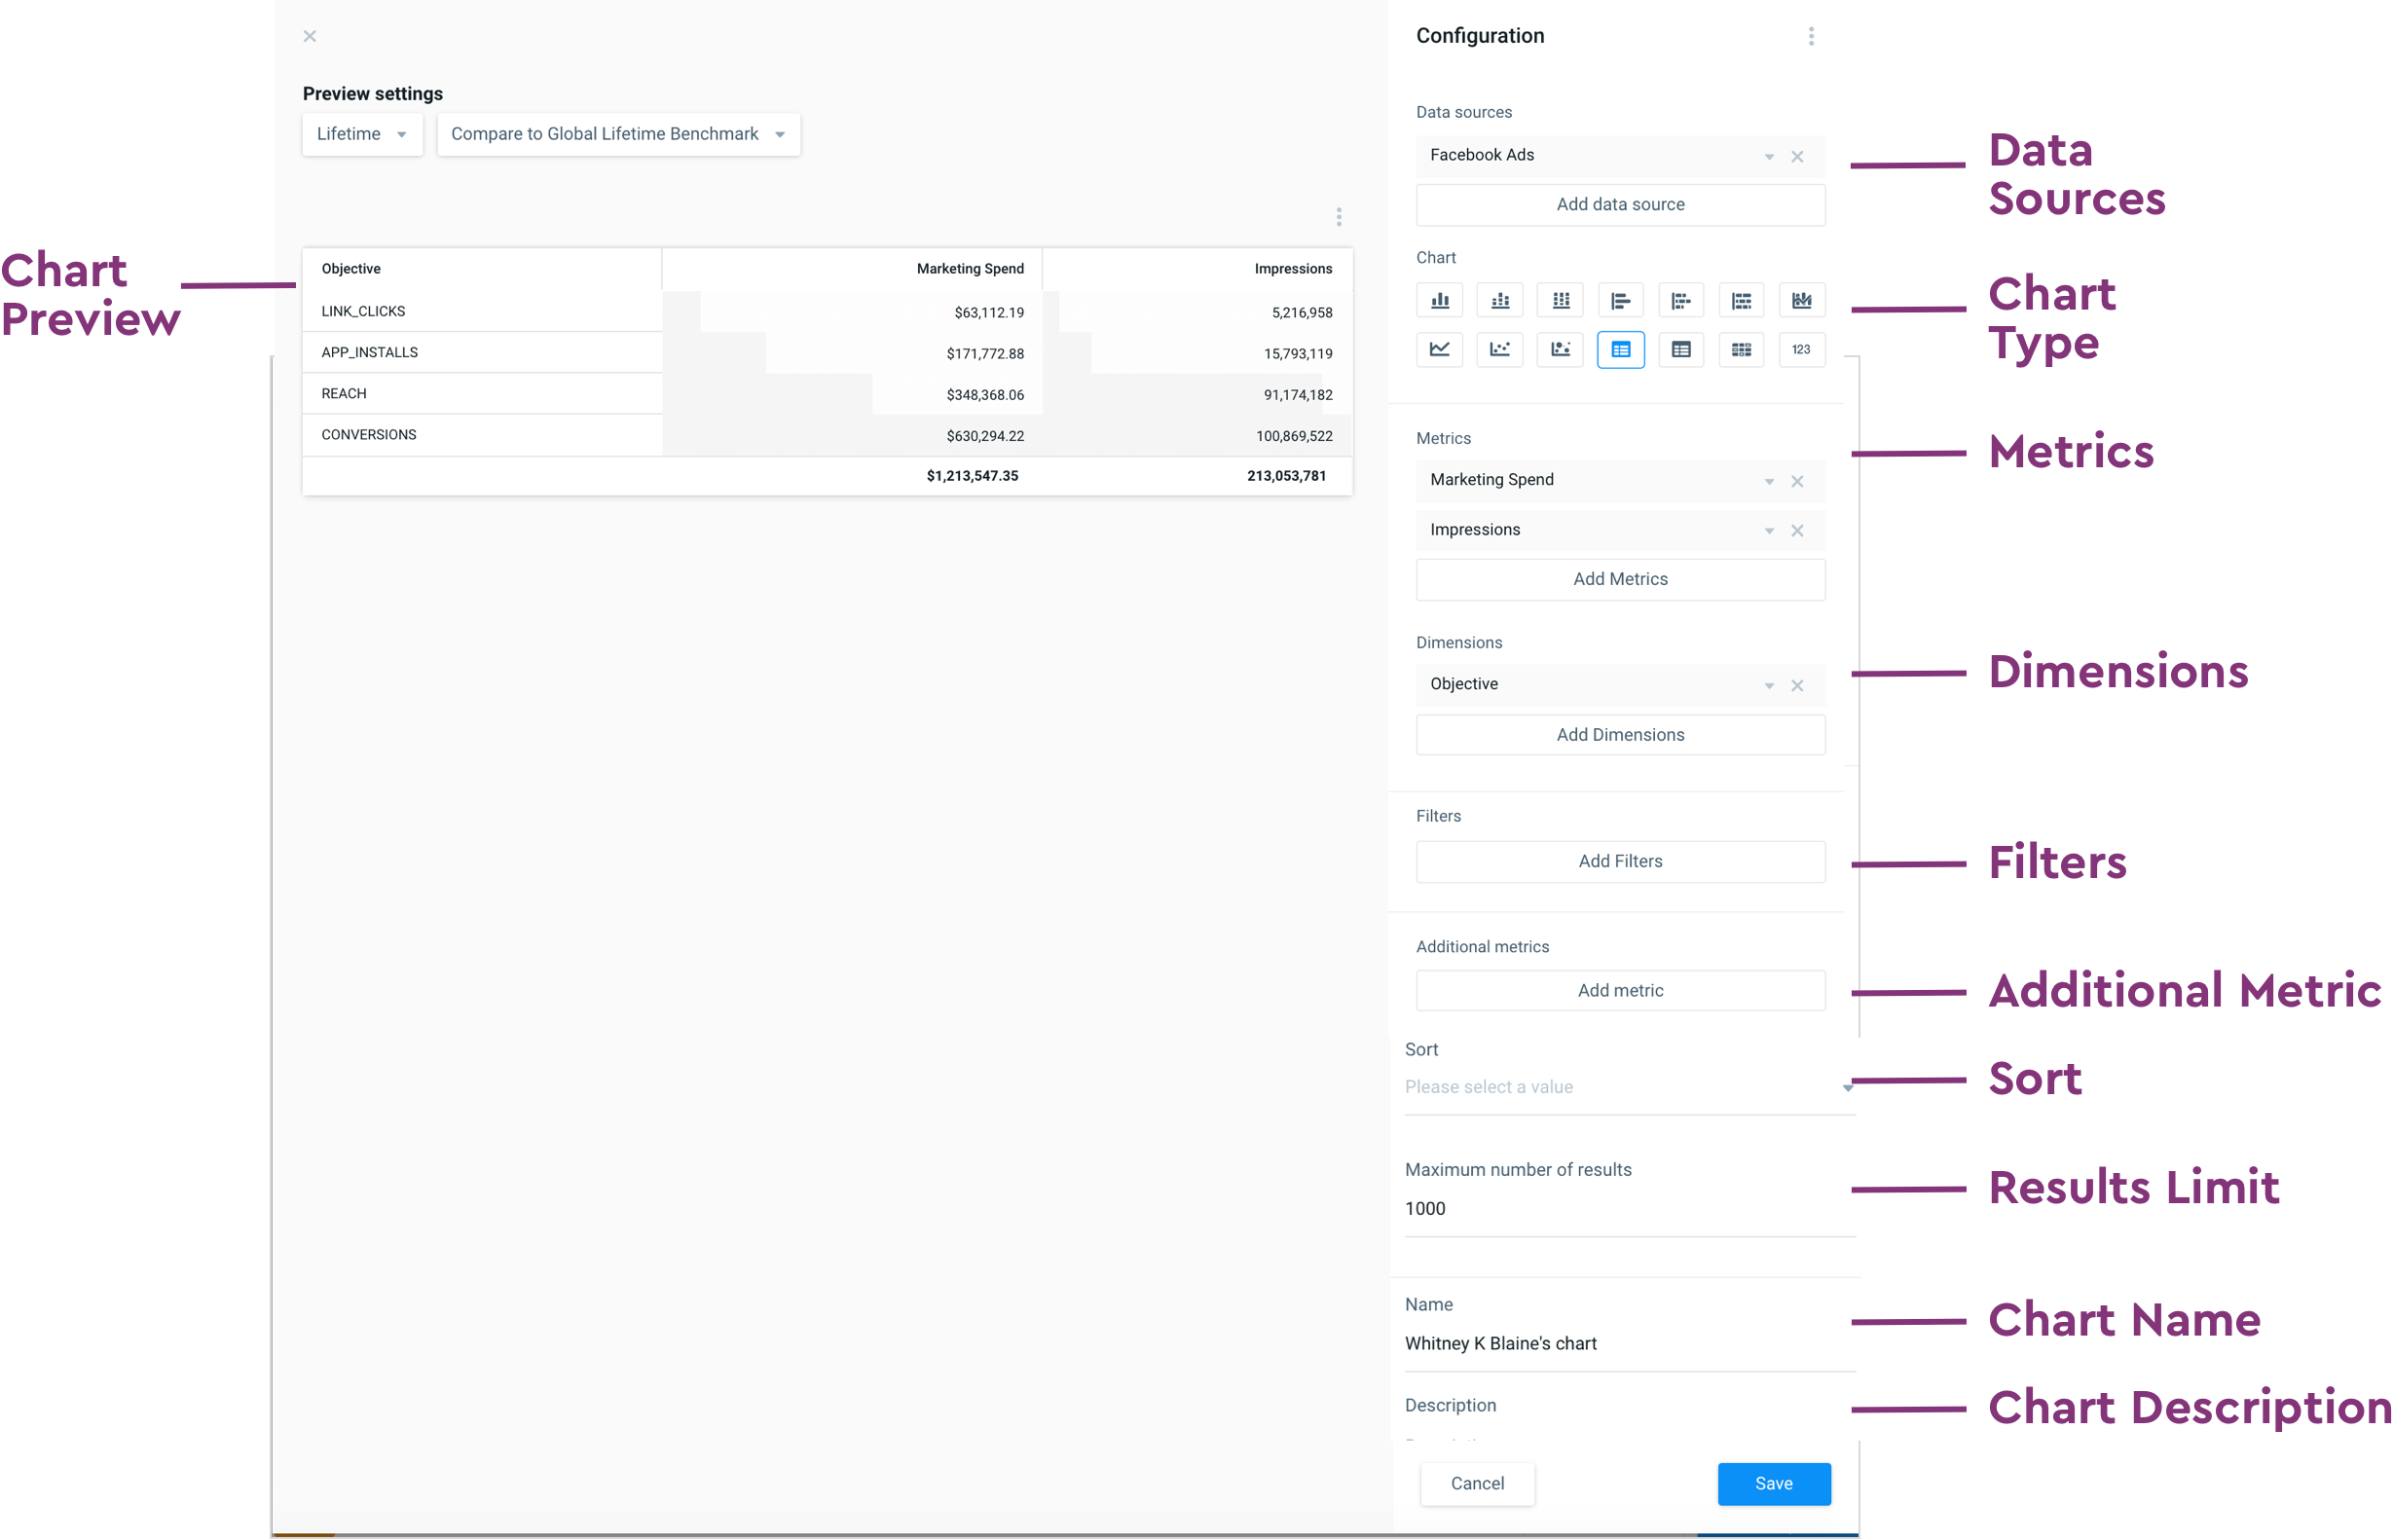 Configuration
Preview settings
Lifetime
Compare to Global Lifetime Benchmark
Data sources
Facebook Ads
Add data source
Data
Sources
Chart
Preview
Objective Marketing Spend Impressions
LINK_CLICKS $63,112.19 5,216,958
APP_INSTALLS $171,772.88 15,793,119
REACH $348,368.06 91,174,182
CONVERSIONS $630,294.22 100,869,522
$1,213,547.35 213,053,781
Chart
123
Chart
Type
Metrics
Marketing Spend
Impressions
Add Metrics
Metrics
Dimensions
Objective
Add Dimensions
Dimensions
Filters
Add Filters
Filters
Additional metrics
Add metric
Additional Metric
Sort
Please select a value
Sort
Maximum number of results
1000
Results Limit
Name
Whitney K Blaine's chart
Chart Name
Description
Chart Description
Cancel
Save